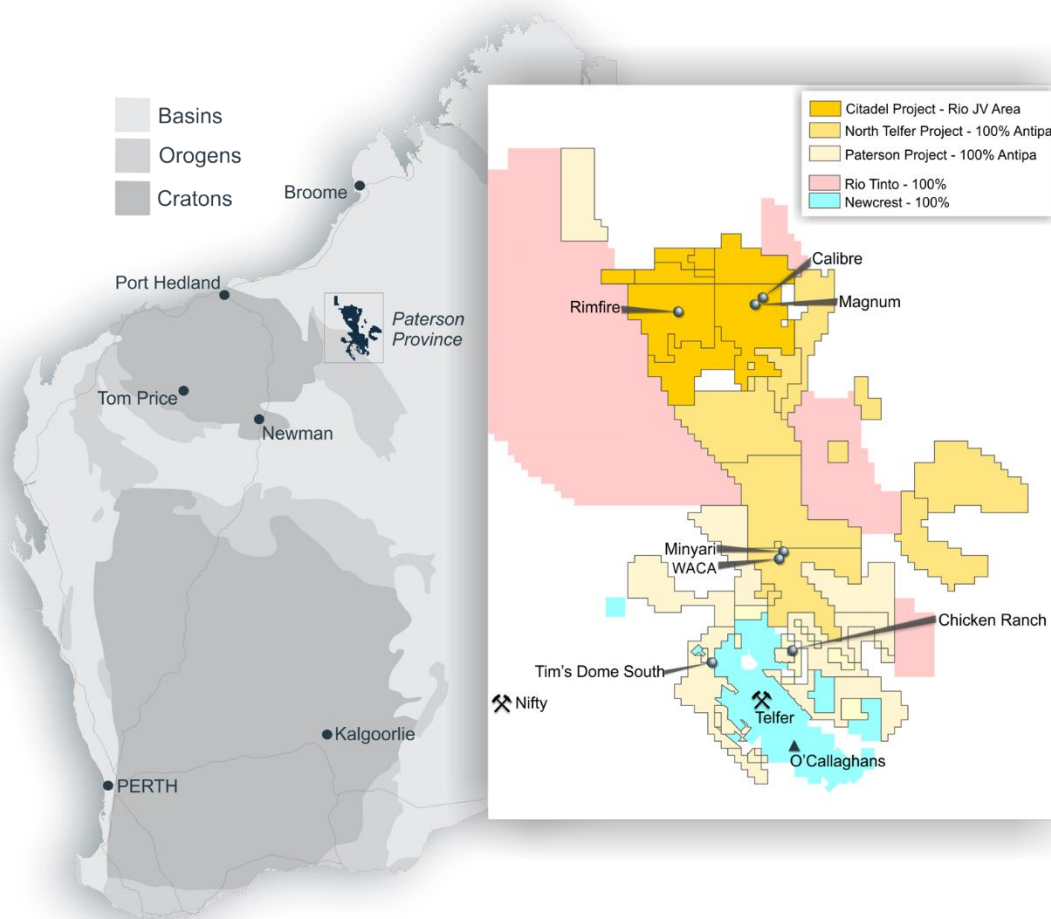 Basins
Orogens
Cratons
Broome
Port Hedland
Paterson
Province
Tom Price
Newman
Kalgoorlie
PERTH
Citadel Project - Rio JV Area
North Telfer Project - 100% Antipa
Paterson Project - 100% Antipa
Rio Tinto - 100%
Newcrest - 100%
Calibre
Rimfire
Magnum
Minyari
WACA
Chicken Ranch
Tim's Dome South
Nifty
Telfer
O'Callaghans